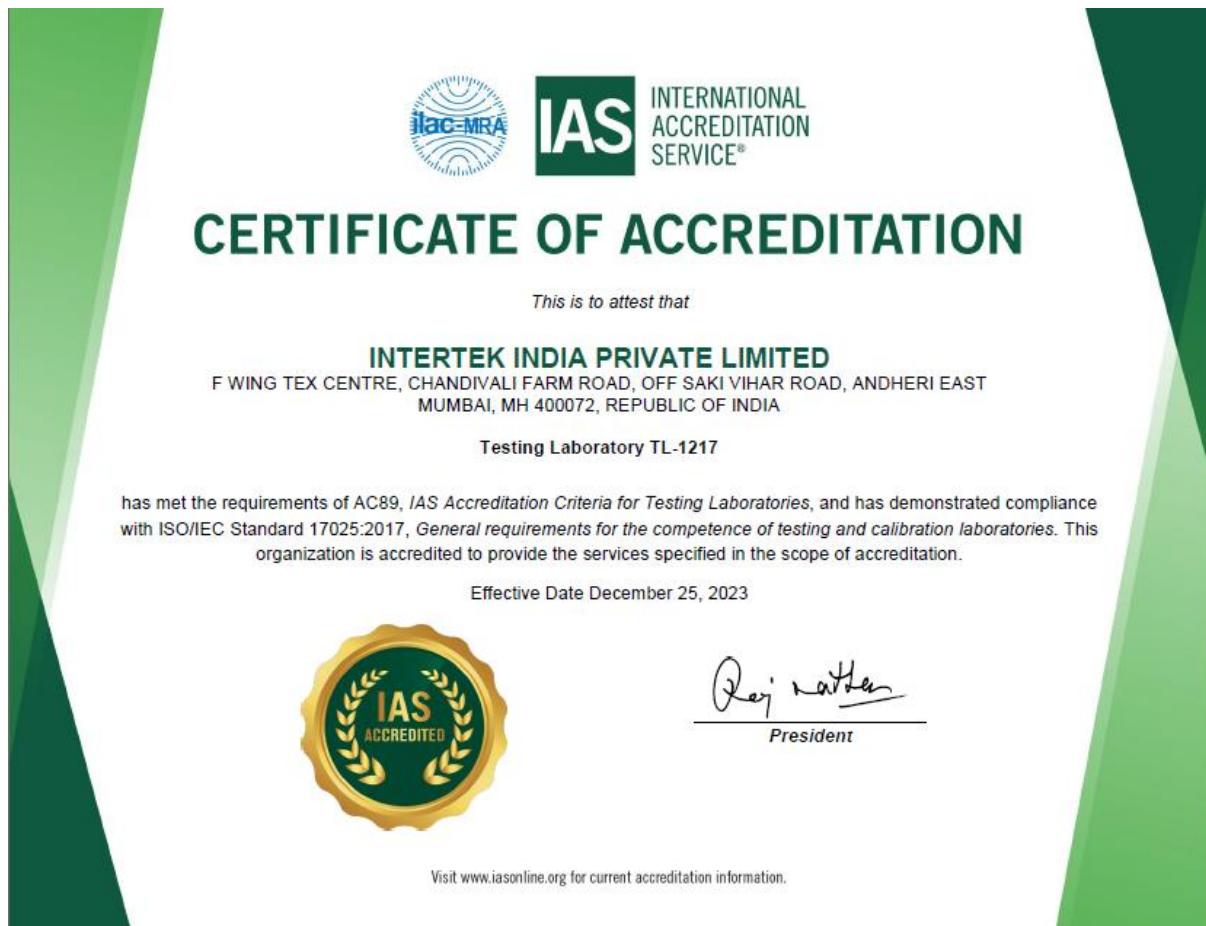 ilac-MRA
IAS
INTERNATIONAL
ACCREDITATION
SERVICE®
CERTIFICATE OF ACCREDITATION
This is to attest that
INTERTEK INDIA PRIVATE LIMITED
F WING TEX CENTRE, CHANDIVALI FARM ROAD, OFF SAKI VIHAR ROAD, ANDHERI EAST
MUMBAI, MH 400072, REPUBLIC OF INDIA
Testing Laboratory TL-1217
has met the requirements of AC89, IAS Accreditation Criteria for Testing Laboratories, and has demonstrated compliance
with ISO/IEC Standard 17025:2017, General requirements for the competence of testing and calibration laboratories. This
organization is accredited to provide the services specified in the scope of accreditation.
Effective Date December 25, 2023
IAS
ACCREDITED
Raj Nathan
President
Visit www.iasonline.org for current accreditation information.